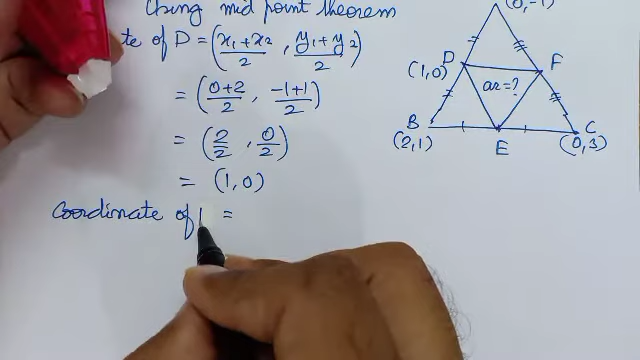 Using mid point theorem
te of D = (x₁+x₂/2 , y₁+y₂/2)
= (0+2/2 , -1+1/2)
= (2/2 , 0/2)
= (1, 0)
Coordinate of =
(0,-1)
D
(1,0)
F
ar=?
B
(2,1)
E
C
(0,3)